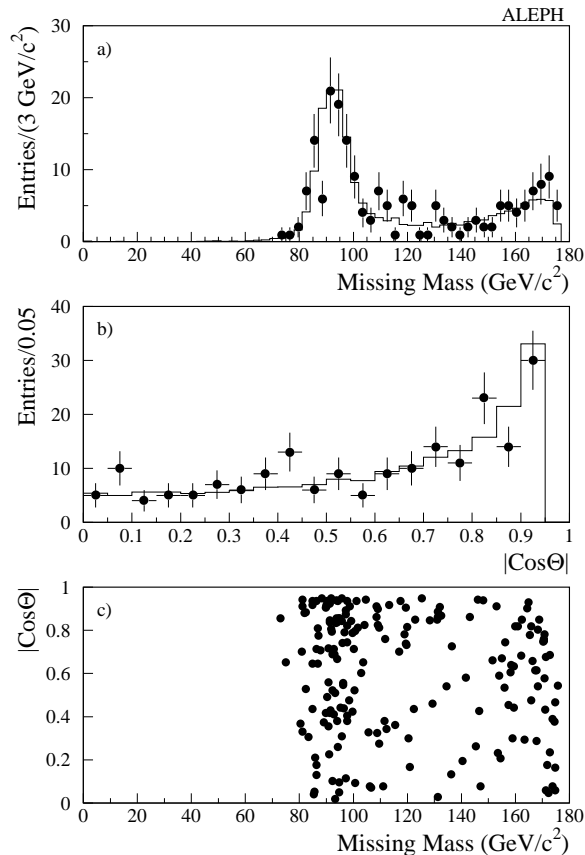 ALEPH
a)
Entries/(3 GeV/c²)
30
20
10
0
0 20 40 60 80 100 120 140 160 180
Missing Mass (GeV/c²)
b)
Entries/0.05
40
30
20
10
0
0 0.1 0.2 0.3 0.4 0.5 0.6 0.7 0.8 0.9 1
|CosΘ|
c)
|CosΘ|
1
0.8
0.6
0.4
0.2
0
0 20 40 60 80 100 120 140 160 180
Missing Mass (GeV/c²)